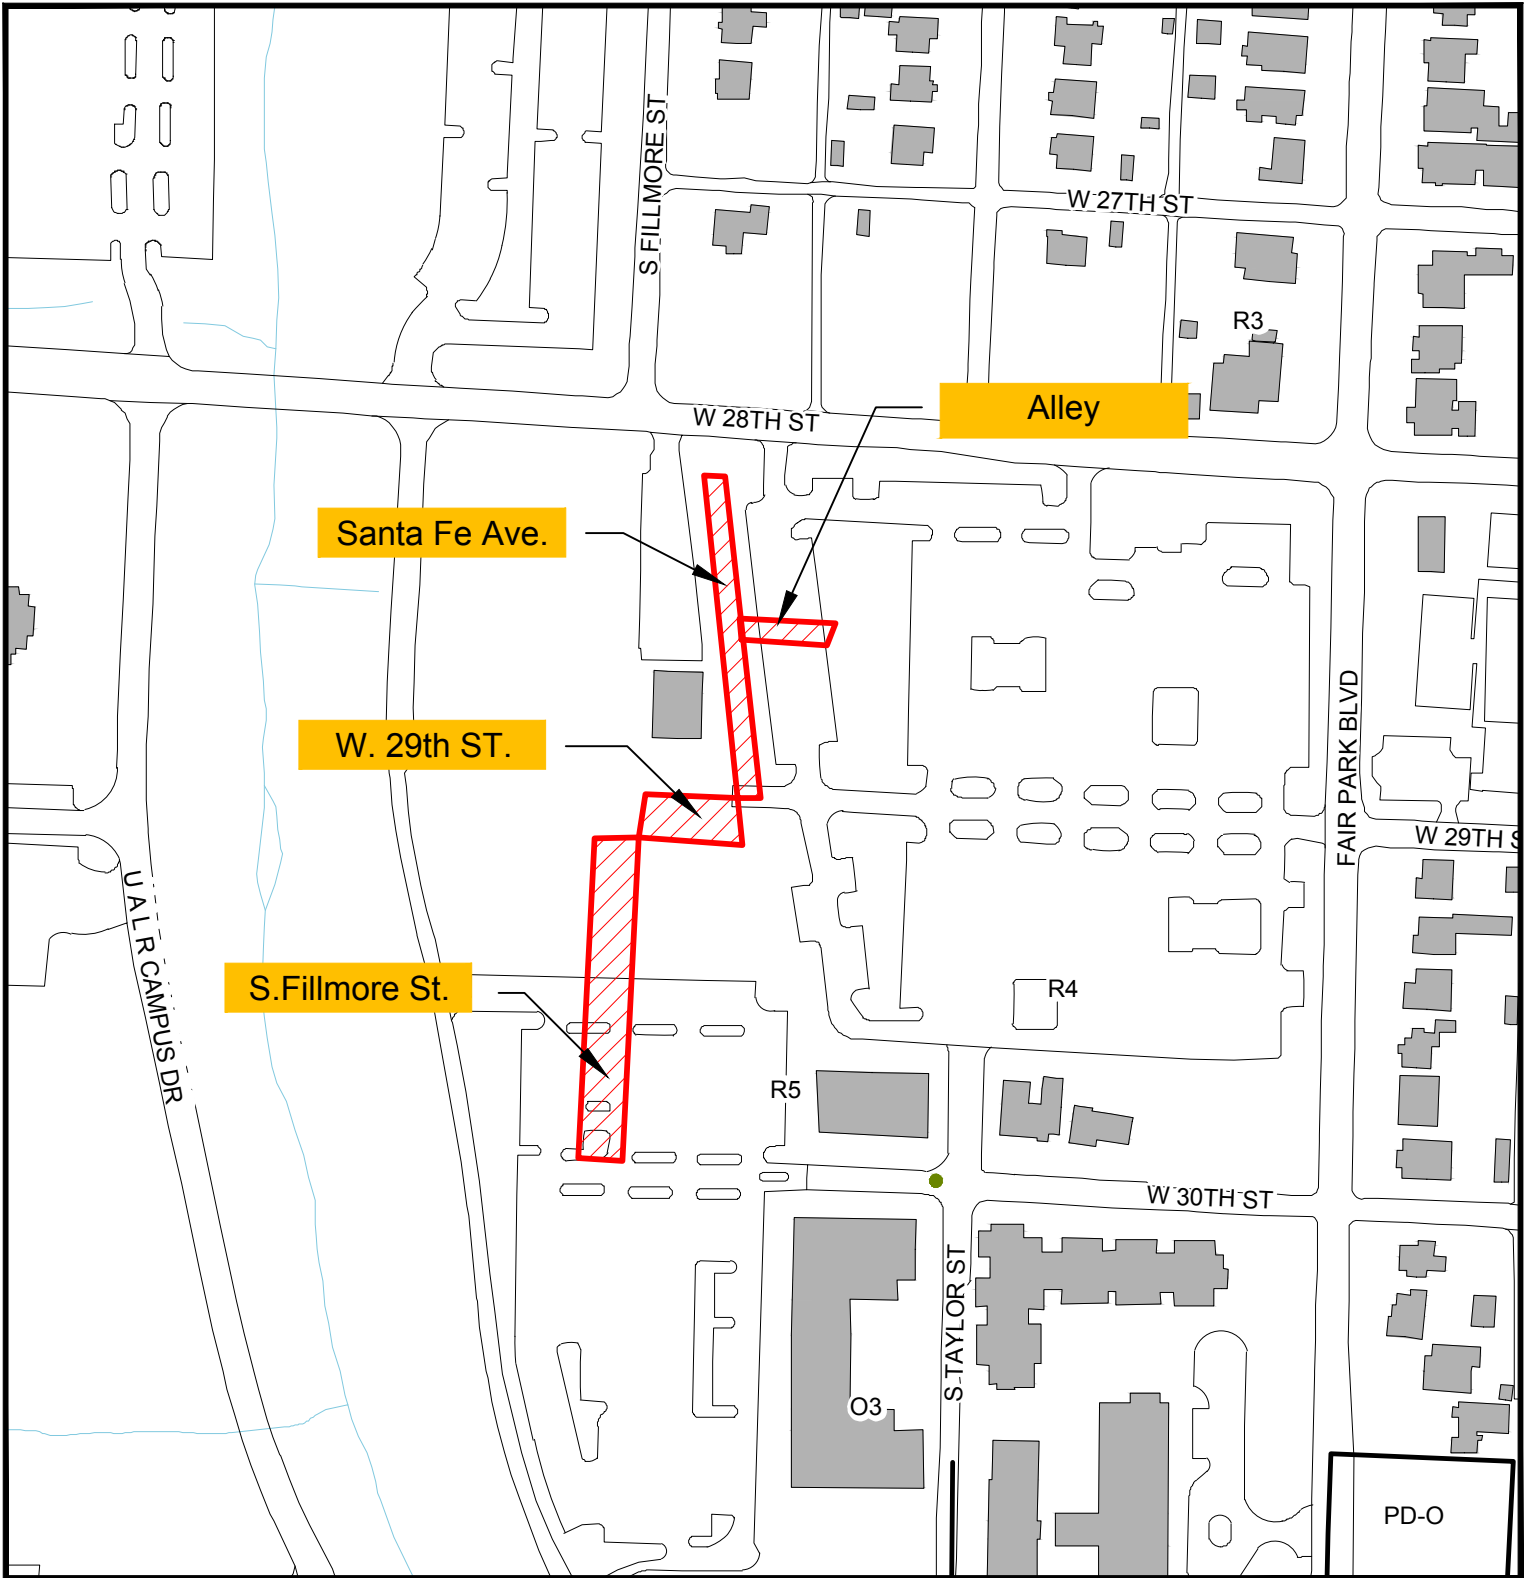 S FILLMORE ST
W 27TH ST
R3
Alley
W 28TH ST
Santa Fe Ave.
FAIR PARK BLVD
W. 29th ST.
W 29TH S
U A L R CAMPUS DR
S.Fillmore St.
R4
R5
W 30TH ST
S TAYLOR ST
O3
PD-O